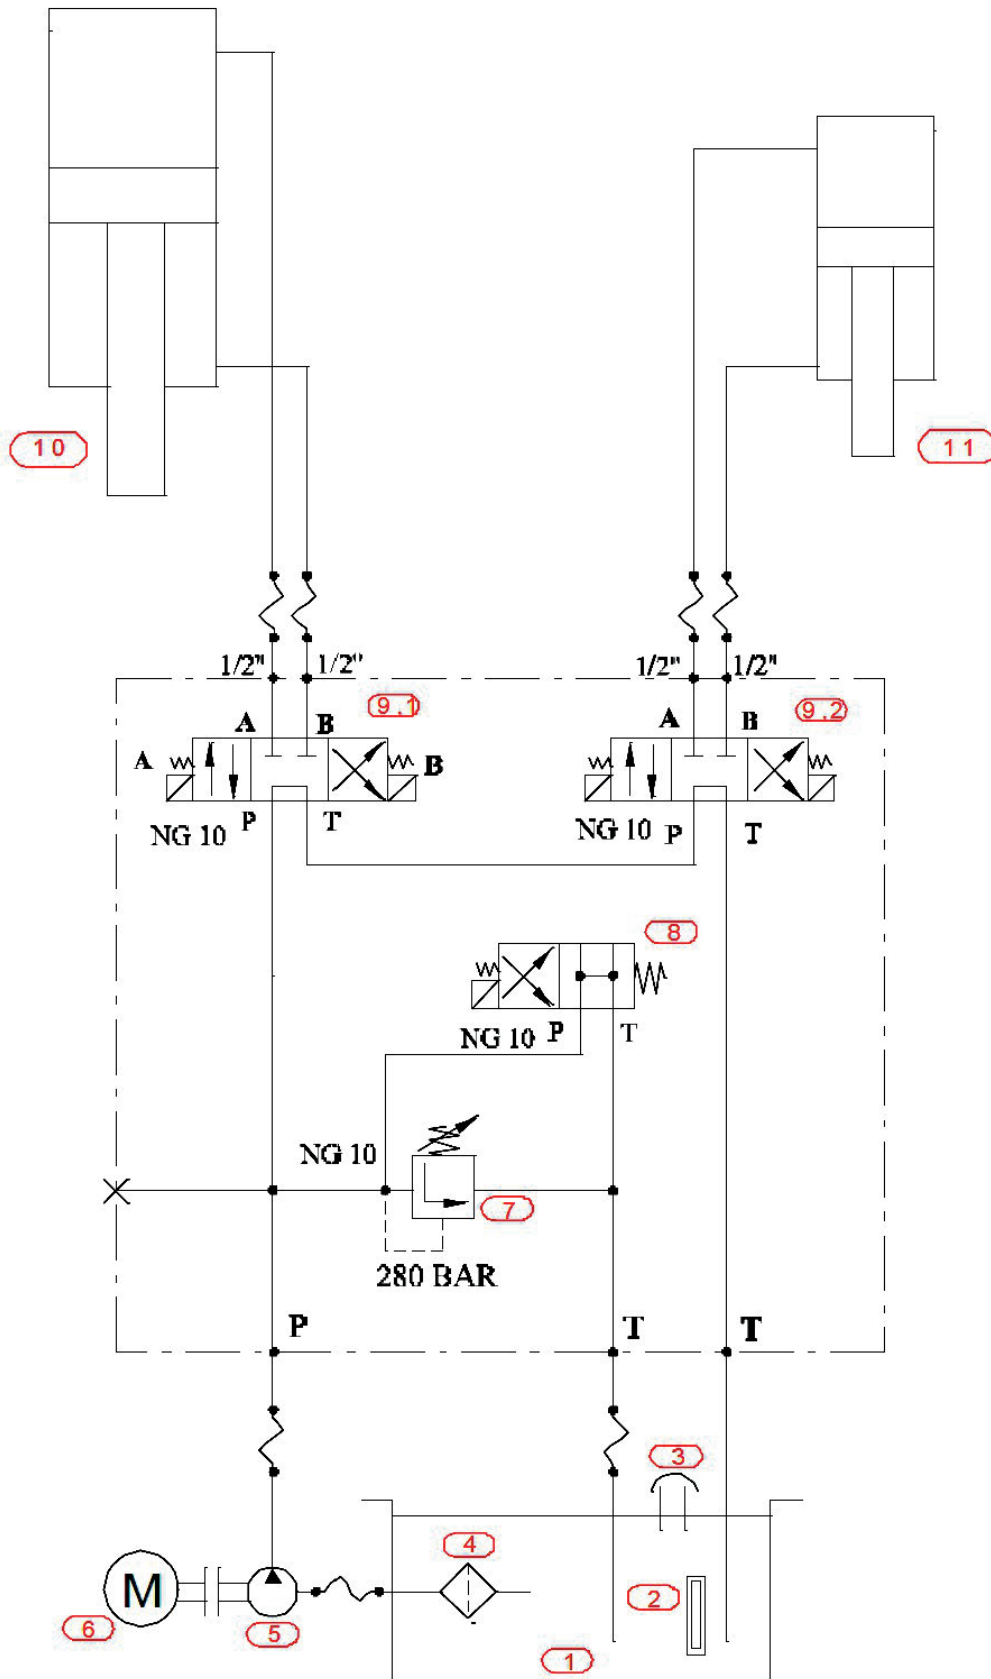 10
11
1/2" 1/2" 1/2" 1/2"
9.1 9.2
A B A B
A B
P T P T
NG 10 NG 10
8
NG 10 P T
NG 10
7
280 BAR
P T T
3
4
2
M
6 5
1